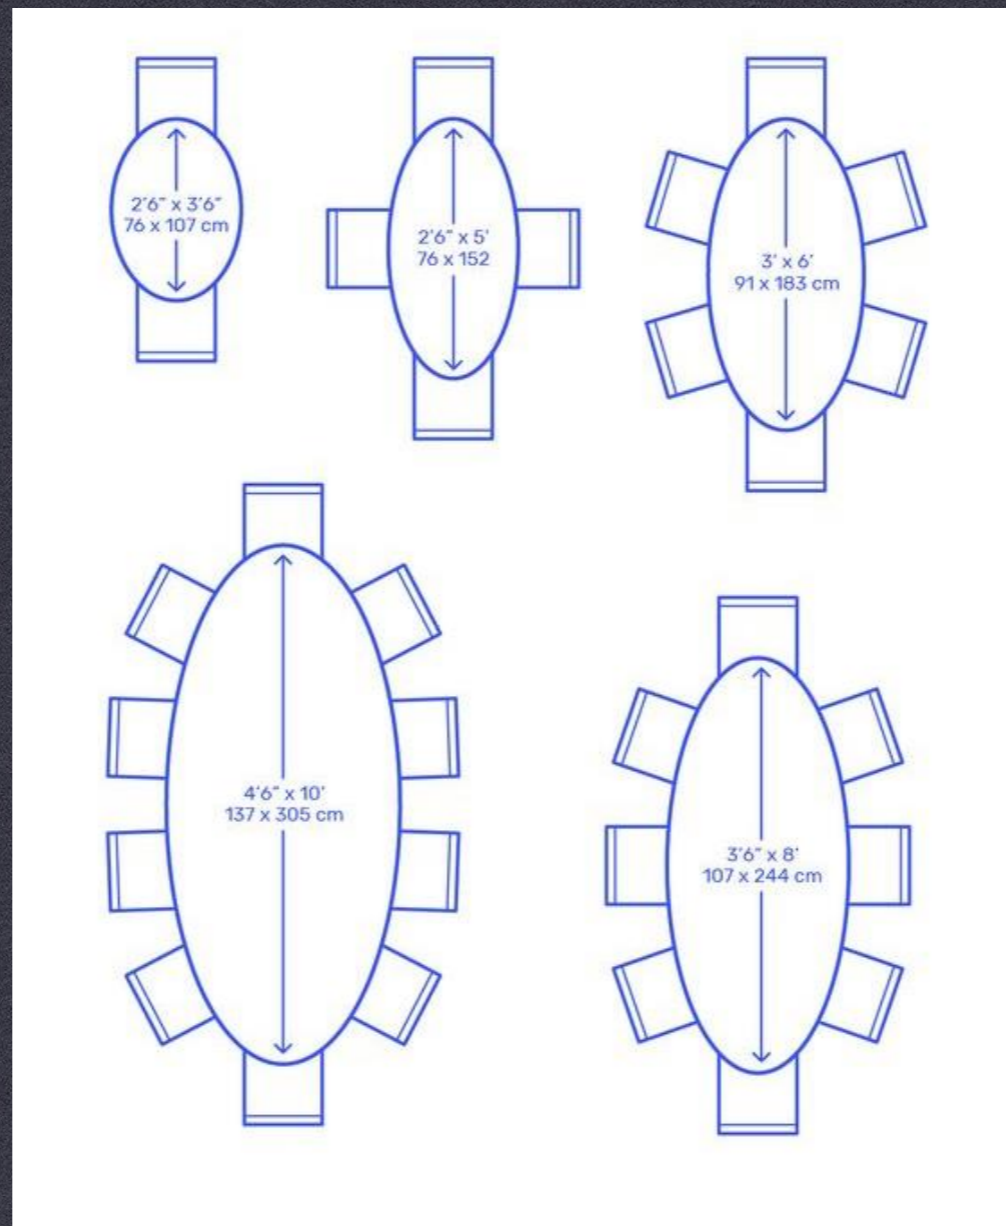 2'6" x 3'6"
76 x 107 cm
2'6" x 5'
76 x 152
3' x 6'
91 x 183 cm
4'6" x 10'
137 x 305 cm
3'6" x 8'
107 x 244 cm